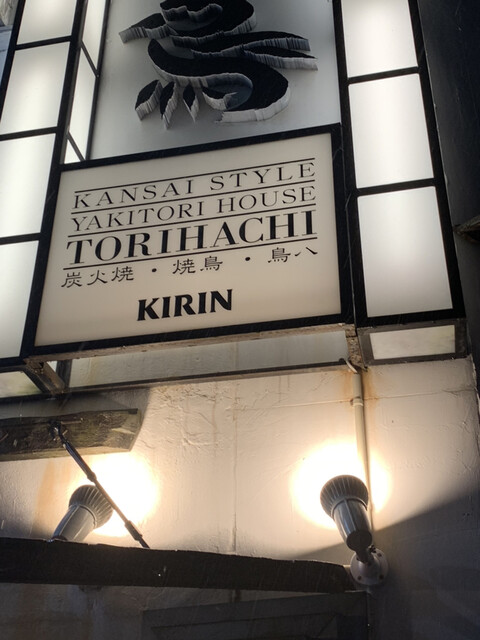 KANSAI STYLE
YAKITORI HOUSE
TORIHACHI
炭火焼・焼鳥・鳥八
KIRIN